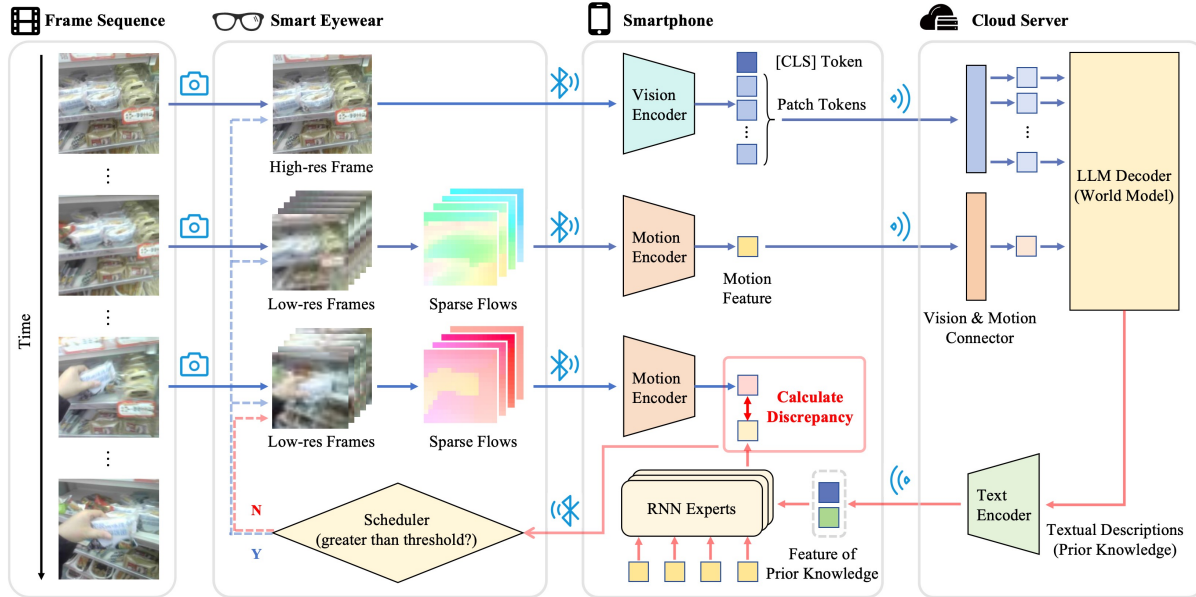 Frame Sequence
Smart Eyewear
Smartphone
Cloud Server
Time
High-res Frame
Vision
Encoder
[CLS] Token
Patch Tokens
LLM Decoder
(World Model)
Low-res Frames
Sparse Flows
Motion
Encoder
Motion
Feature
Vision & Motion
Connector
Low-res Frames
Sparse Flows
Motion
Encoder
Calculate
Discrepancy
N
Y
Scheduler
(greater than threshold?)
RNN Experts
Feature of
Prior Knowledge
Text
Encoder
Textual Descriptions
(Prior Knowledge)